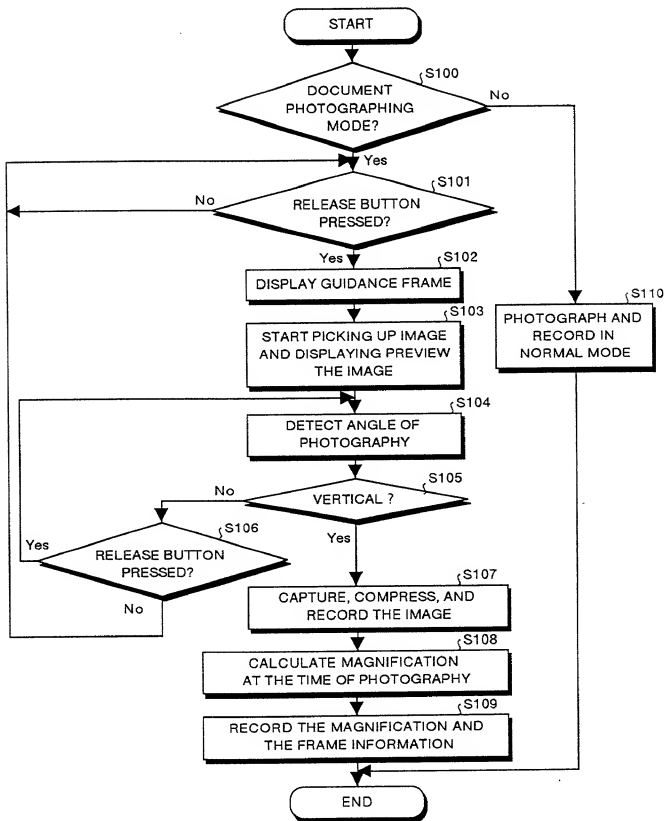 START
S100
DOCUMENT
PHOTOGRAPHING
MODE?
No
Yes
S101
No
RELEASE BUTTON
PRESSED?
Yes
S102
DISPLAY GUIDANCE FRAME
S103
START PICKING UP IMAGE
AND DISPLAYING PREVIEW
THE IMAGE
S110
PHOTOGRAPH AND
RECORD IN
NORMAL MODE
S104
DETECT ANGLE OF
PHOTOGRAPHY
S105
No
VERTICAL ?
Yes
S106
Yes
RELEASE BUTTON
PRESSED?
No
S107
CAPTURE, COMPRESS, AND
RECORD THE IMAGE
S108
CALCULATE MAGNIFICATION
AT THE TIME OF PHOTOGRAPHY
S109
RECORD THE MAGNIFICATION AND
THE FRAME INFORMATION
END